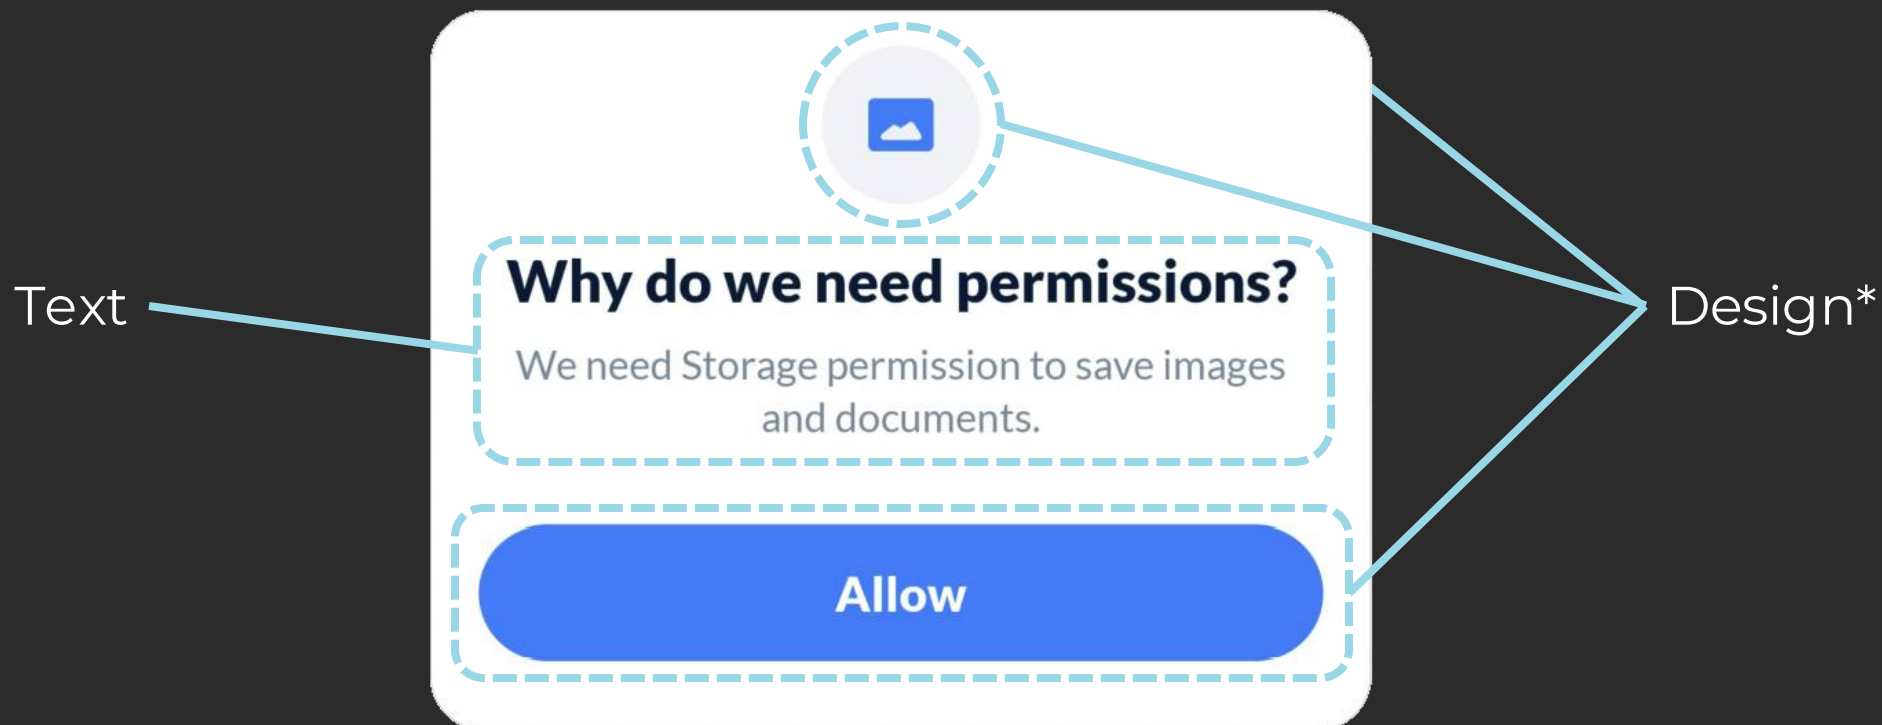 Text
Why do we need permissions?
We need Storage permission to save images
and documents.
Allow
Design*